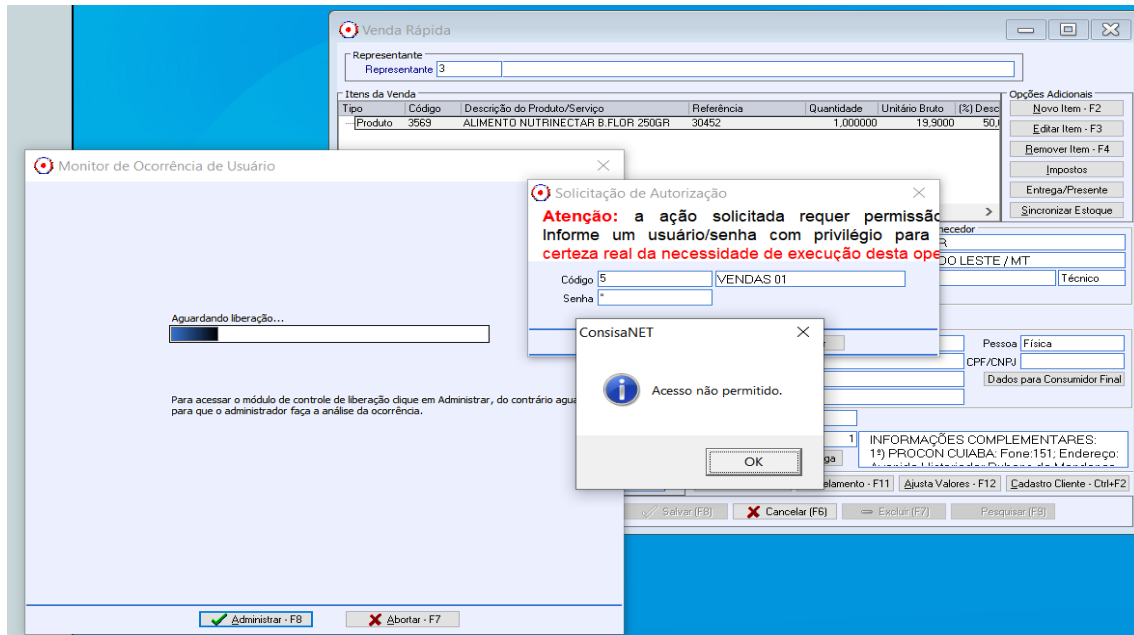 Venda Rápida
Representante
Representante 3
Itens da Venda
Tipo Código Descrição do Produto/Serviço Referência Quantidade Unitário Bruto (%) Desc
Produto 3569 ALIMENTO NUTRINECTAR B.FLOR 250GR 30452 1,000000 19,9000 50,
Opções Adicionais
Novo Item - F2
Editar Item - F3
Remover Item - F4
Impostos
Entrega/Presente
Sincronizar Estoque
Monitor de Ocorrência de Usuário
Aguardando liberação...
Para acessar o módulo de controle de liberação clique em Administrar, do contrário
para que o administrador faça a análise da ocorrência.
Administrar - F8
Abortar - F7
Solicitação de Autorização
Atenção: a ação solicitada requer
Informe um usuário/senha com privilégio para
certeza real da necessidade de execução desta
Código 5 VENDAS 01
Senha *
ConsisaNET
Acesso não permitido.
OK
DO LESTE / MT
Técnico
Pessoa Física
CPF/CNPJ
Dados para Consumidor Final
1
INFORMAÇÕES COMPLEMENTARES:
1º) PROCON CUIABA: Fone:151; Endereço:
- F11
Ajusta Valores - F12
Cadastro Cliente - Ctrl+F2
Salvar (F8)
Cancelar (F6)
Excluir (F7)
Pesquisar (F9)